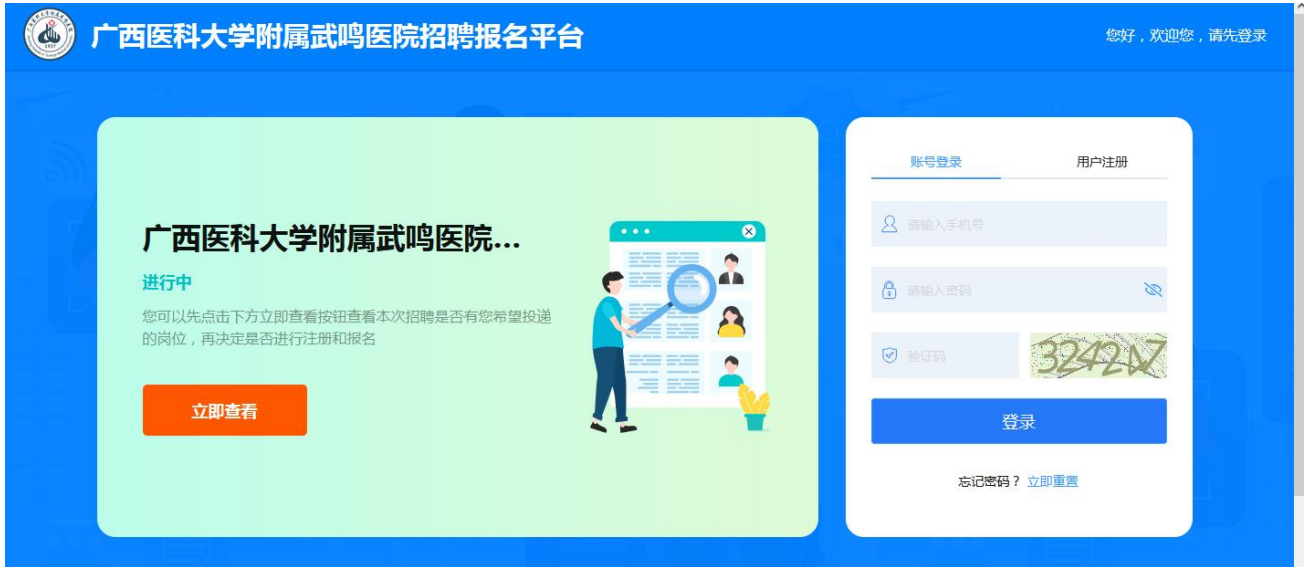 广西医科大学附属武鸣医院招聘报名平台
您好，欢迎您，请先登录
广西医科大学附属武鸣医院...
进行中
您可以先点击下方立即查看按钮查看本次招聘是否有您希望投递
的岗位，再决定是否进行注册和报名
立即查看
账号登录
用户注册
请输入手机号
请输入密码
验证码
登录
忘记密码？立即重置